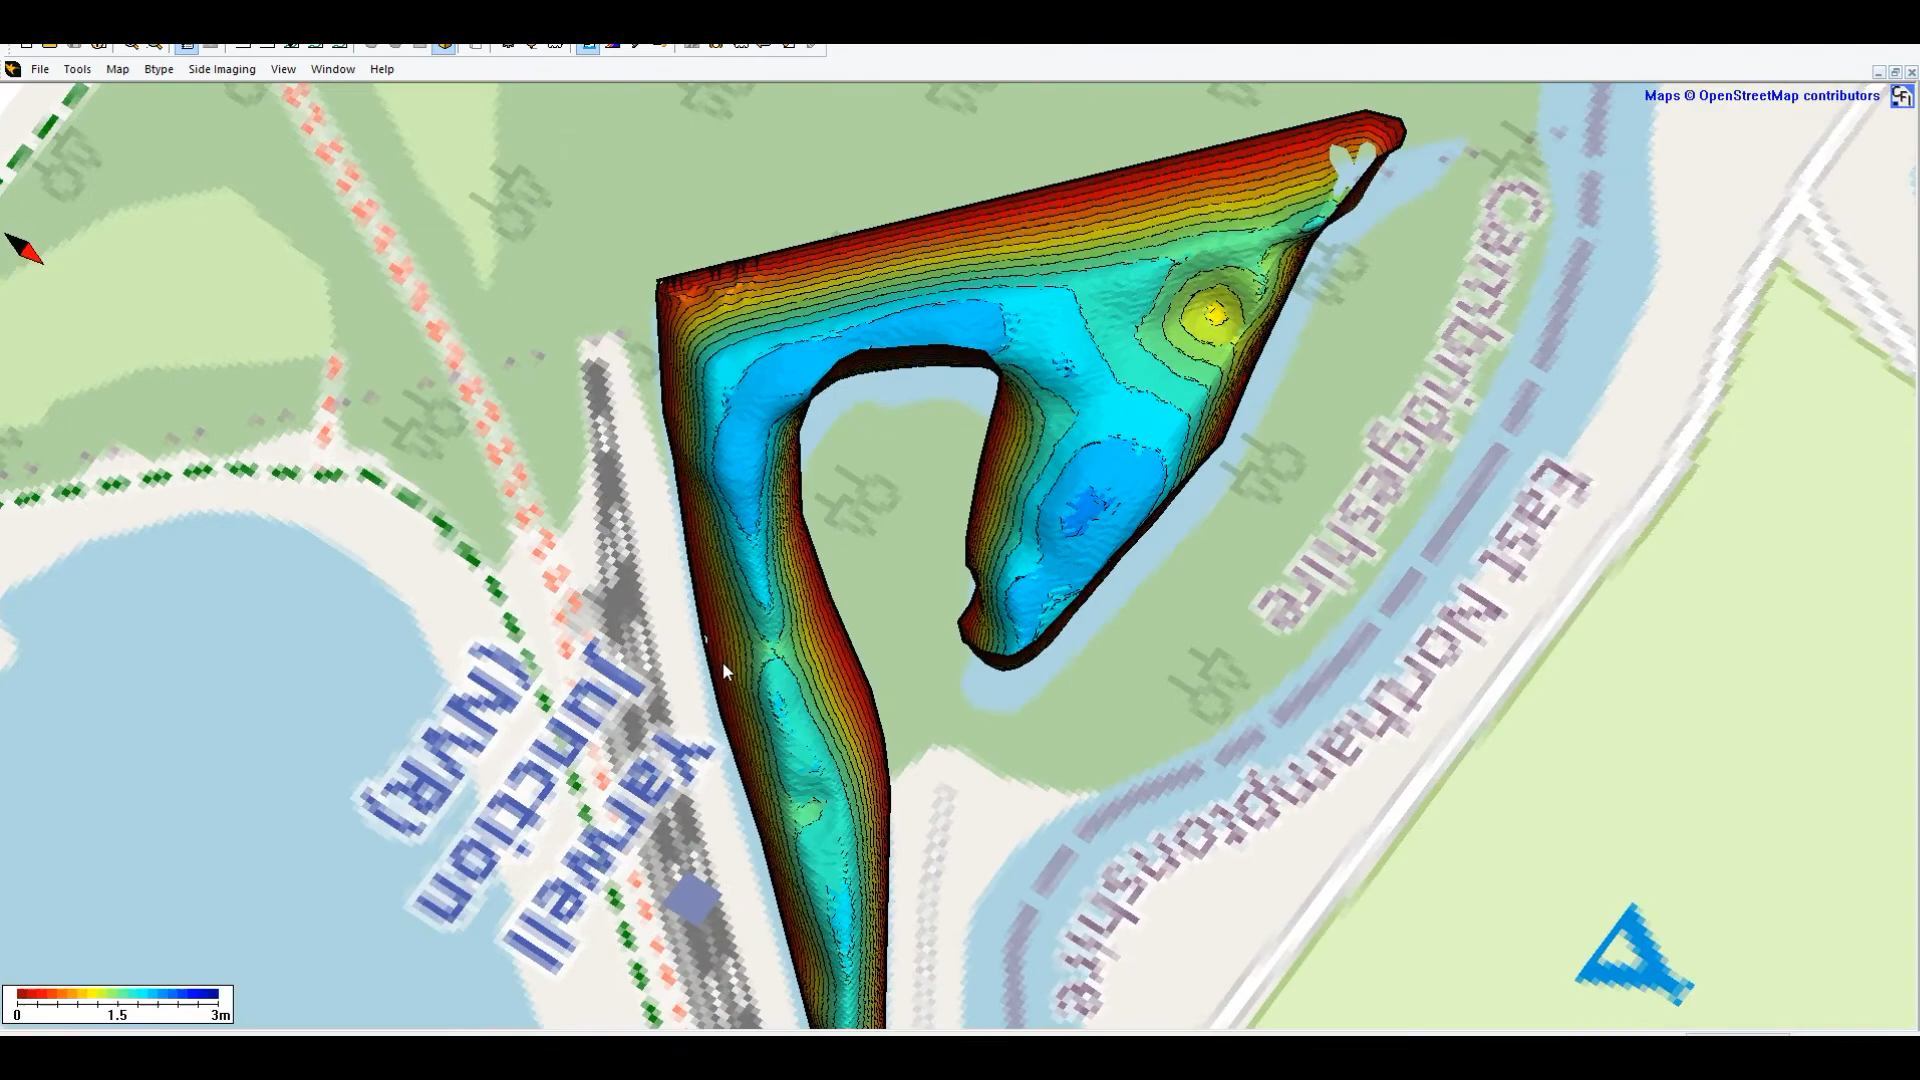 File Tools Map Btype Side Imaging View Window Help
Maps © OpenStreetMap contributors
Cambridgeshire
East Northamptonshire
Yarwell
Junction
(NVR)
0 1.5 3m